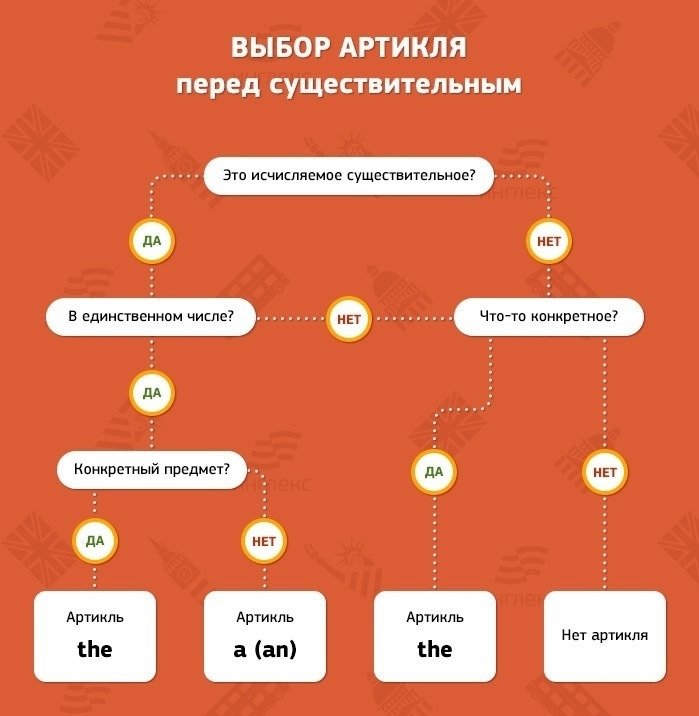 ВЫБОР АРТИКЛЯ
перед существительным
Это исчисляемое существительное?
ДА
НЕТ
В единственном числе?
НЕТ
Что-то конкретное?
ДА
Конкретный предмет?
ДА
НЕТ
ДА
НЕТ
Артикль
the
Артикль
a (an)
Артикль
the
Нет артикля